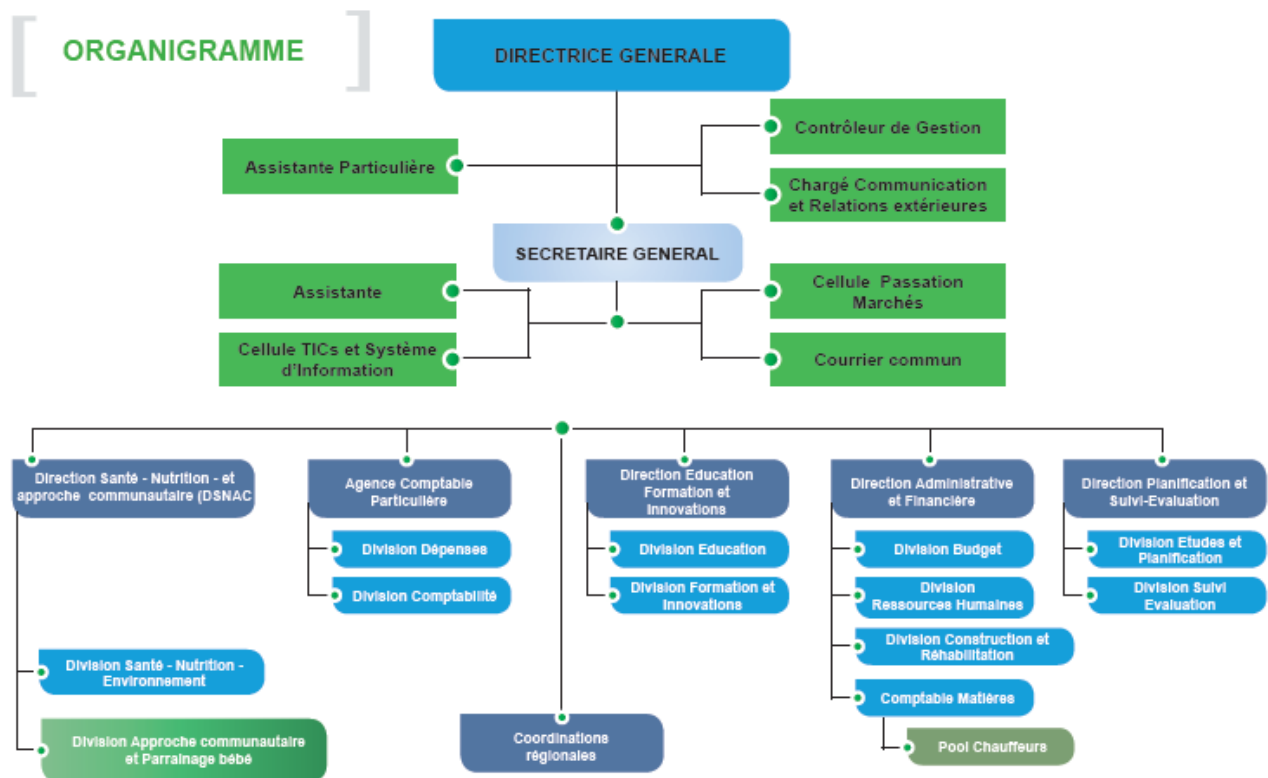 ORGANIGRAMME
DIRECTRICE GENERALE
Contrôleur de Gestion
Assistante Particulière
Chargé Communication
et Relations extérieures
SECRETAIRE GENERAL
Assistante
Cellule Passation
Marchés
Cellule TICs et Système
d'Information
Courrier commun
Direction Santé - Nutrition - et
approche communautaire (DSNAC
Agence Comptable
Particulière
Direction Education
Formation et
Innovations
Direction Administrative
et Financière
Direction Planification et
Suivi-Evaluation
Division Dépenses
Division Education
Division Budget
Division Etudes et
Planification
Division Comptabilité
Division Formation et
Innovations
Division
Ressources Humaines
Division Suivi
Evaluation
Division Construction et
Réhabilitation
Division Santé - Nutrition -
Environnement
Comptable Matières
Division Approche communautaire
et Parrainage bébé
Coordinations
régionales
Pool Chauffeurs